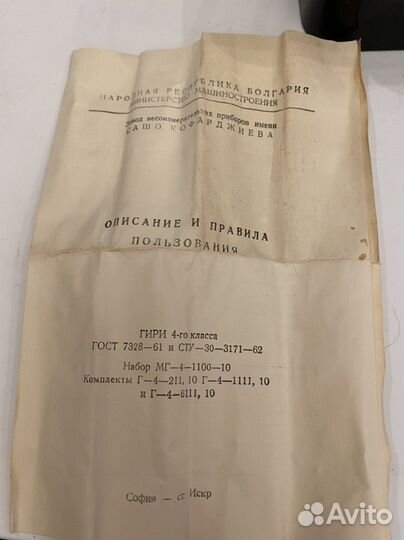 НАРОДНАЯ РЕСПУБЛИКА БОЛГАРИЯ
МИНИСТЕРСТВО МАШИНОСТРОЕНИЯ
Завод весоизмерительных приборов имени
САШО КОФАРДЖИЕВА
ОПИСАНИЕ И ПРАВИЛА
ПОЛЬЗОВАНИЯ
ГИРИ 4-го класса
ГОСТ 7328—61 и СТУ—30—3171—62
Набор МГ—4—1100—10
Комплекты Г—4—211, 10 Г—4—1111, 10
и Г—4—6111, 10
София — ст. Искр
Avito